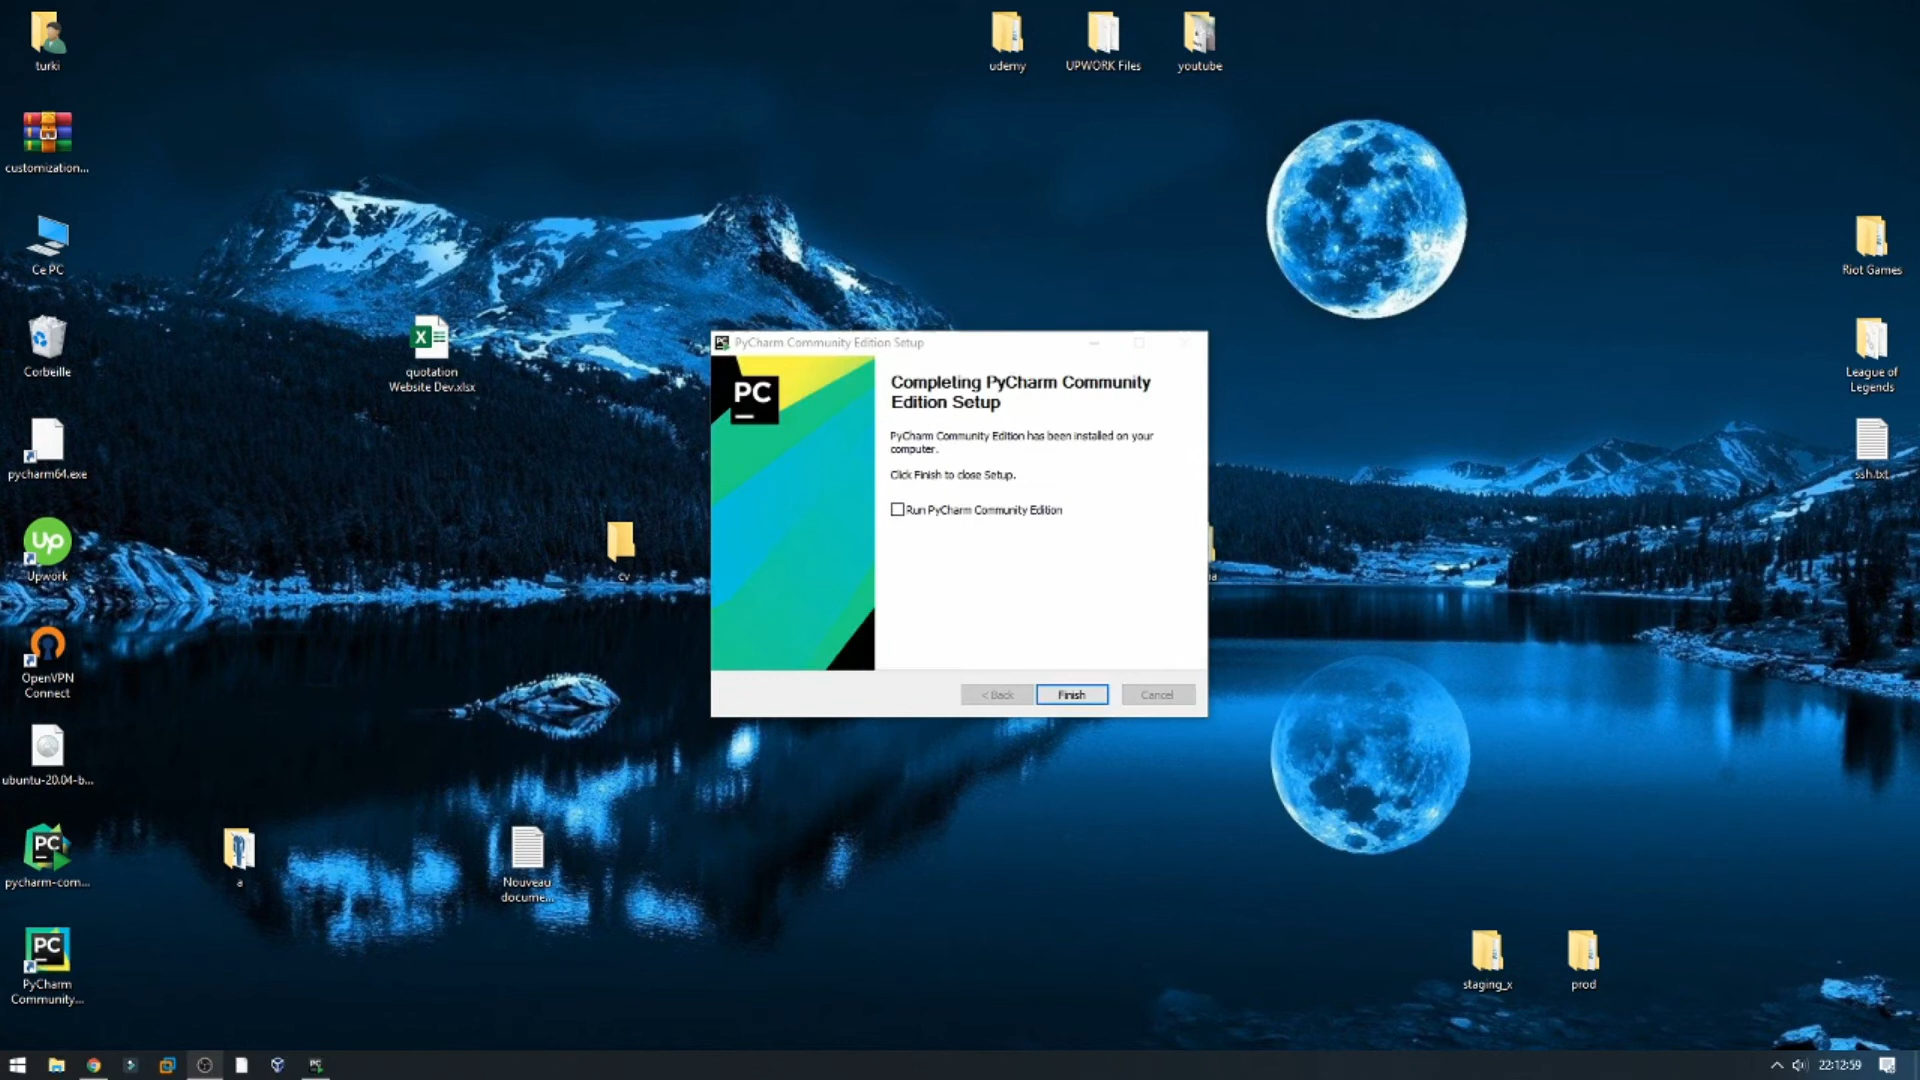 turki
udemy
UPWORK Files
youtube
customization...
Ce PC
Riot Games
Corbeille
quotation
Website Dev.xlsx
League of
Legends
pycharm64.exe
ssh.txt
PyCharm Community Edition Setup
PC
Completing PyCharm Community
Edition Setup
PyCharm Community Edition has been installed on your
computer.
Click Finish to close Setup.
Run PyCharm Community Edition
< Back
Finish
Cancel
Up
Upwork
cv
OpenVPN
Connect
ubuntu-20.04-b...
PC
pycharm-com...
a
Nouveau
docume...
PC
PyCharm
Community...
staging_x
prod
22:12:59